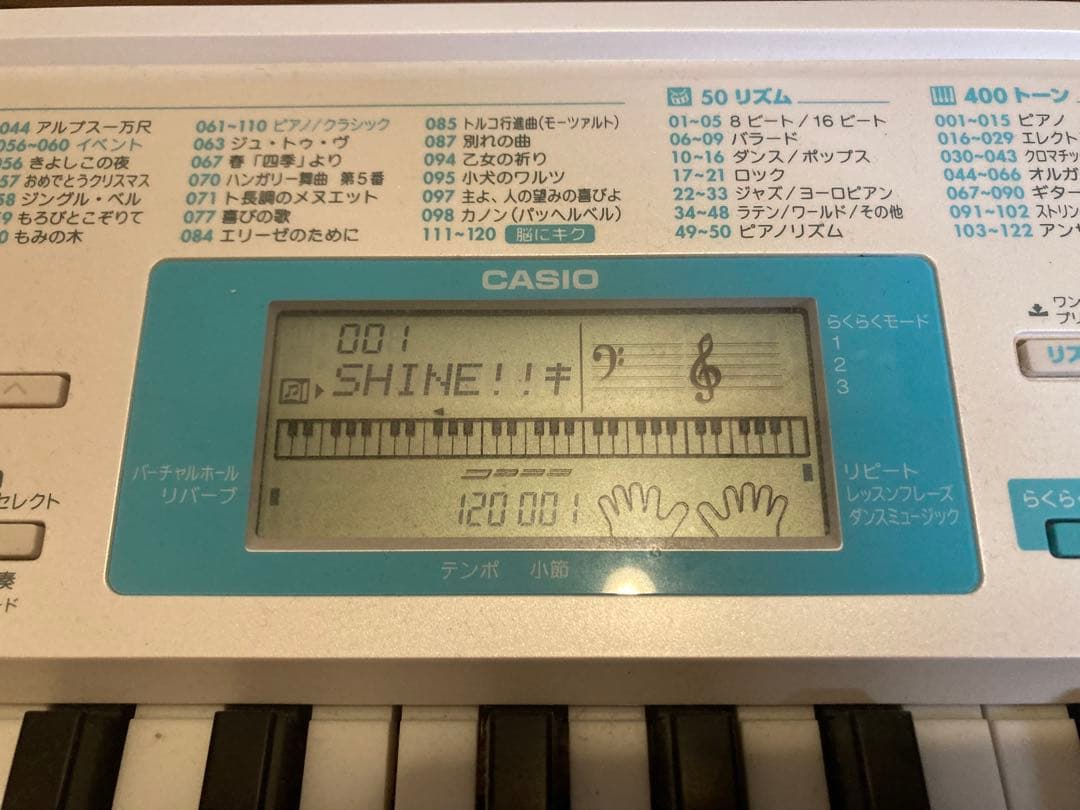 044 アルプス一万尺
056~060 イベント
056 きよしこの夜
057 おめでとうクリスマス
58 ジングル・ベル
59 もろびとこぞりて
0 もみの木
061~110 ピアノ/クラシック
063 ジュ・トゥ・ヴ
067 春「四季」より
070 ハンガリー舞曲 第5番
071 ト長調のメヌエット
077 喜びの歌
084 エリーゼのために
085 トルコ行進曲(モーツァルト)
087 別れの曲
094 乙女の祈り
095 小犬のワルツ
097 主よ、人の望みの喜びよ
098 カノン(パッヘルベル)
111~120 脳にキク
50 リズム
01~05 8ビート/16ビート
06~09 バラード
10~16 ダンス/ポップス
17~21 ロック
22~33 ジャズ/ヨーロピアン
34~48 ラテン/ワールド/その他
49~50 ピアノリズム
400 トーン
001~015 ピアノ
016~029 エレクト
030~043 クロマチッ
044~066 オルガ
067~090 ギター
091~102 ストリン
103~122 アンサ
CASIO
001
SHINE!!キ
120 001
テンポ 小節
バーチャルホール
リバーブ
らくらくモード
1
2
3
リピート
レッスンフレーズ
ダンスミュージック
セレクト
奏
ード
ワン
プリ
リズ
らくらく